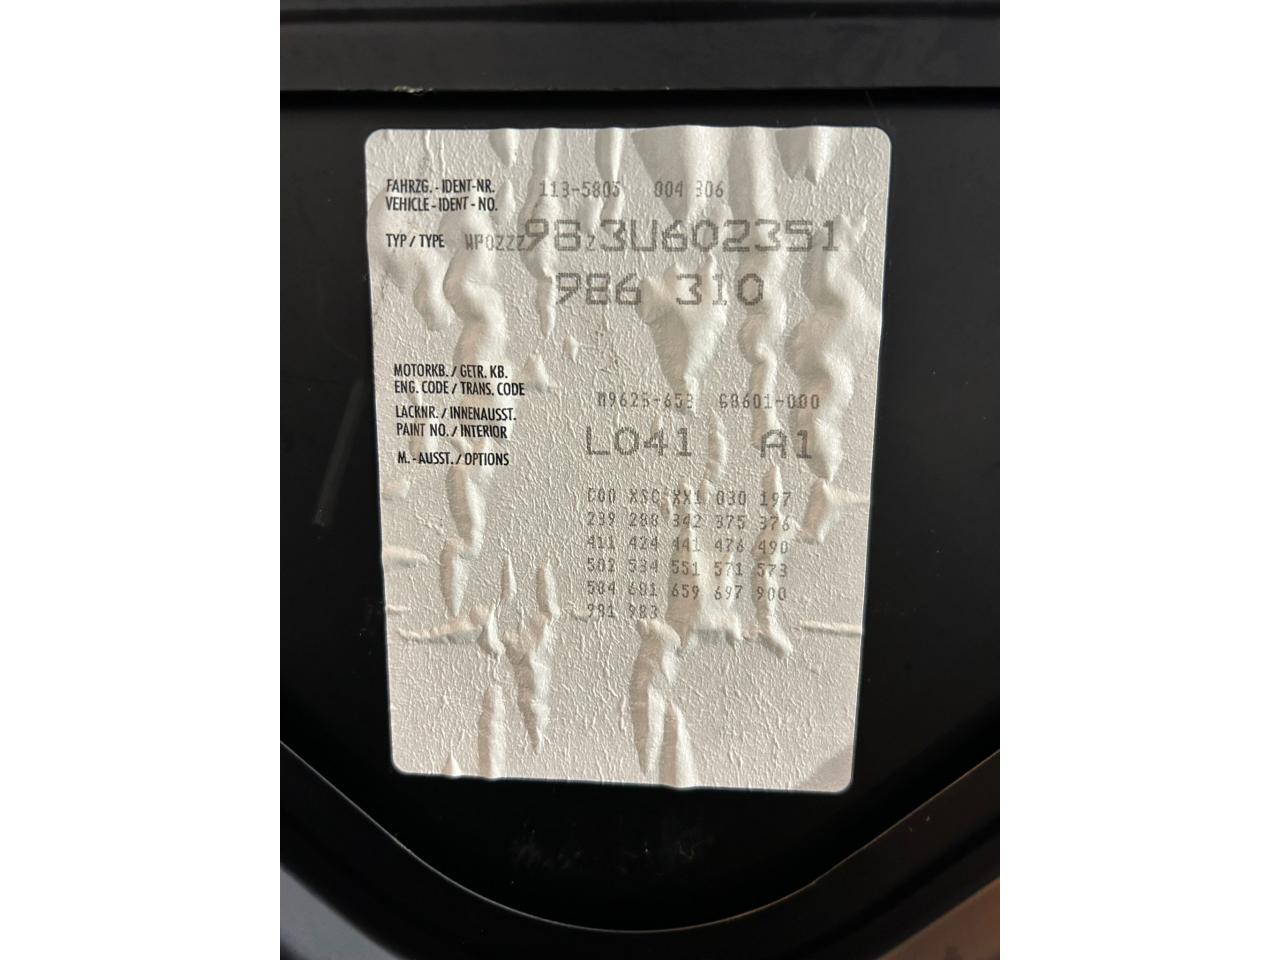 FAHRZG.-IDENT-NR. 113-5805 004 306
VEHICLE-IDENT-NO.
TYP / TYPE WP0ZZZ98Z3U602351
986 310
MOTORKB./ GETR. KB.
ENG. CODE / TRANS. CODE M9625-653 G8601-000
LACKNR. / INNENAUSST.
PAINT NO. / INTERIOR L041 A1
M.-AUSST. / OPTIONS
C00 XSC XX1 030 197
239 288 342 375 376
411 424 441 476 490
502 534 551 571 573
584 601 659 697 900
981 983